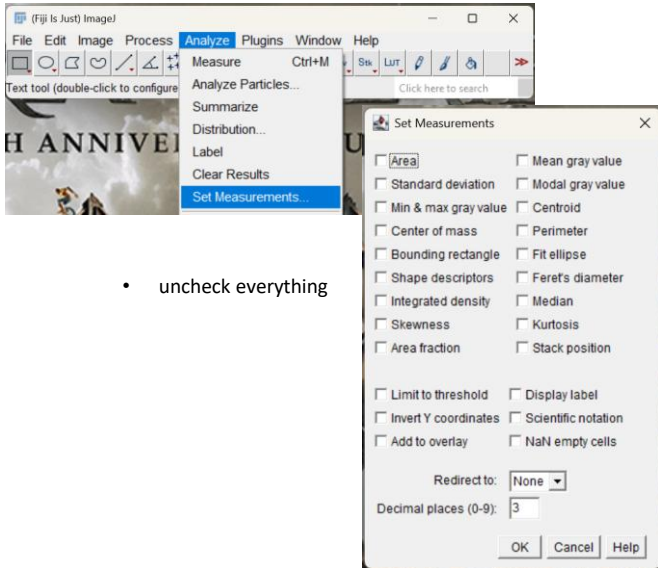 (Fiji Is Just) ImageJ
File Edit Image Process Analyze Plugins Window Help
Stk LUT
Text tool (double-click to configure
Click here to search
Measure Ctrl+M
Analyze Particles...
Summarize
Distribution...
Label
Clear Results
Set Measurements...
H ANNIVE
• uncheck everything
Set Measurements
Area Mean gray value
Standard deviation Modal gray value
Min & max gray value Centroid
Center of mass Perimeter
Bounding rectangle Fit ellipse
Shape descriptors Feret's diameter
Integrated density Median
Skewness Kurtosis
Area fraction Stack position
Limit to threshold Display label
Invert Y coordinates Scientific notation
Add to overlay NaN empty cells
Redirect to: None
Decimal places (0-9): 3
OK Cancel Help